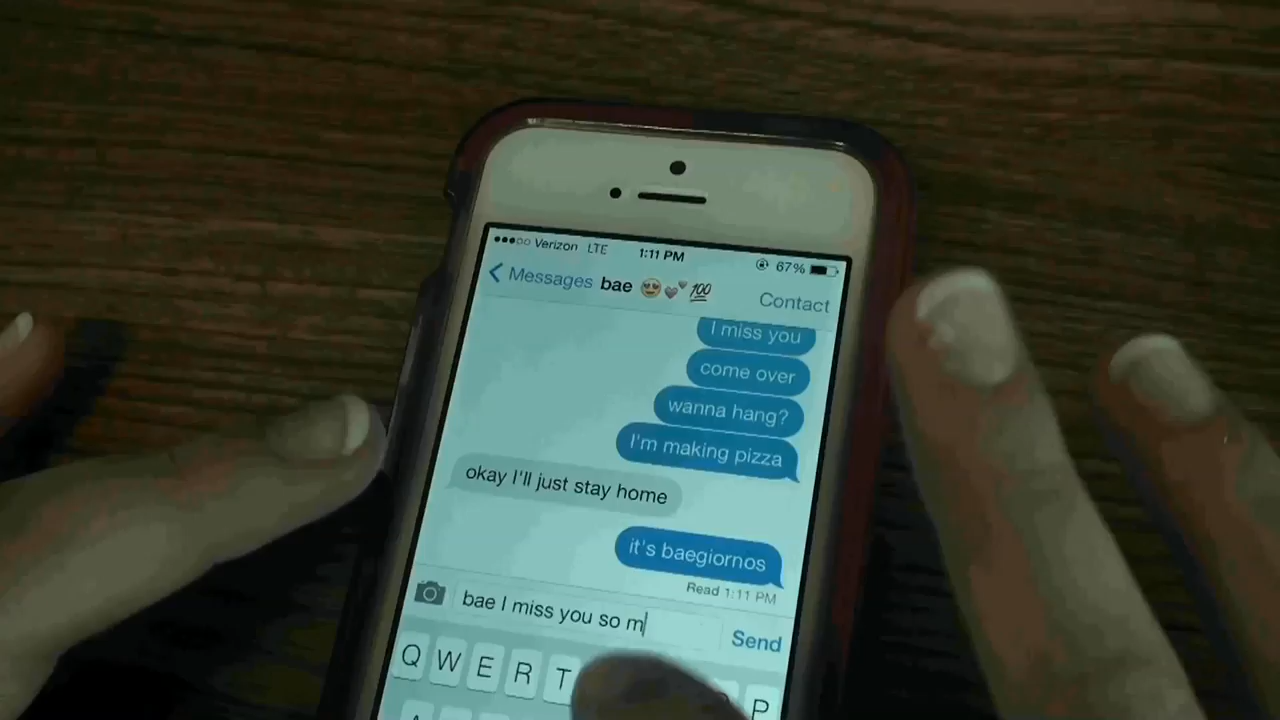 Verizon LTE 1:11 PM 67%
Messages bae 😍💕💯 Contact
I miss you
come over
wanna hang?
I'm making pizza
okay I'll just stay home
it's baegiornos
Read 1:11 PM
bae I miss you so m
Send
Q W E R T P